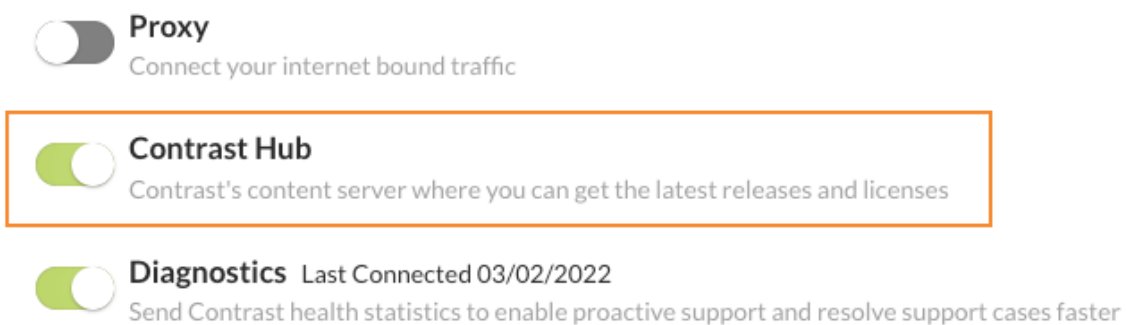 Proxy
Connect your internet bound traffic
Contrast Hub
Contrast's content server where you can get the latest releases and licenses
Diagnostics Last Connected 03/02/2022
Send Contrast health statistics to enable proactive support and resolve support cases faster